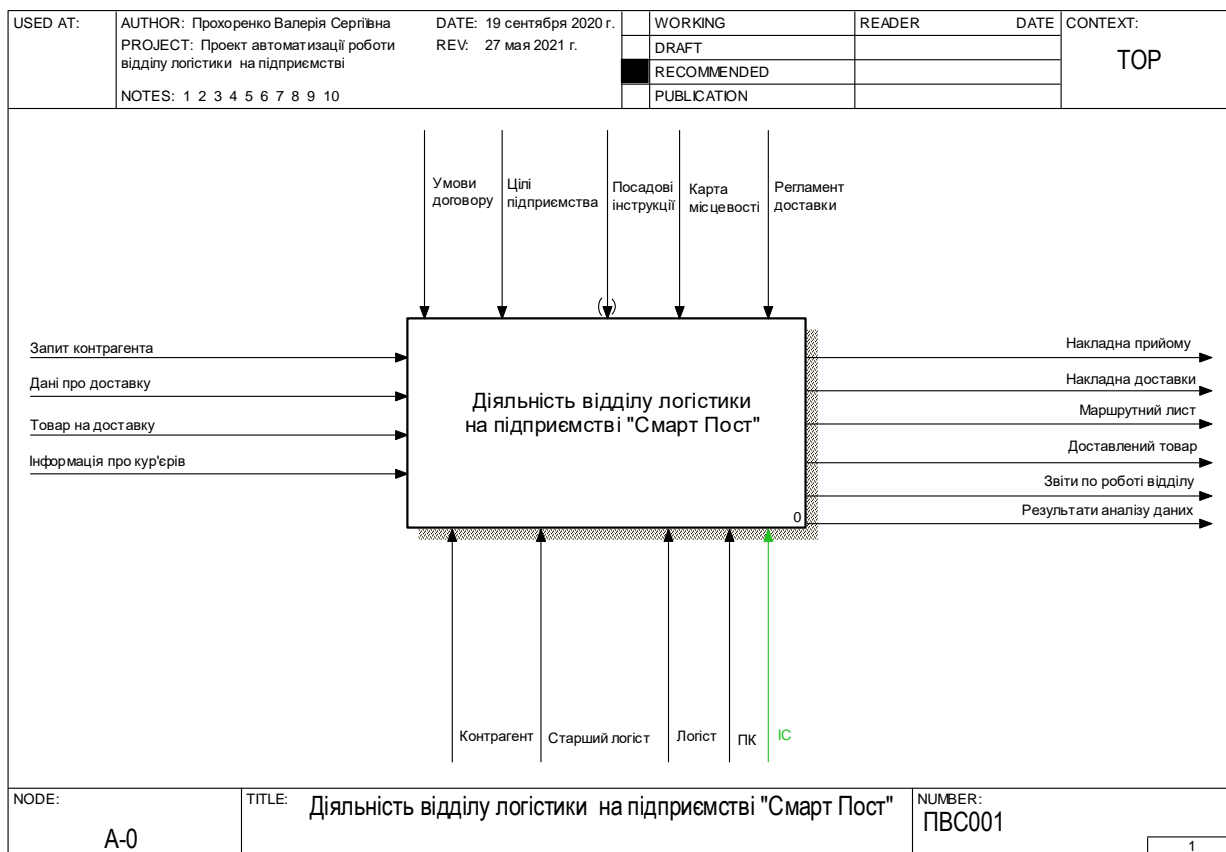 USED AT:
AUTHOR: Прохоренко Валерія Сергіївна
DATE: 19 сентября 2020 г.
PROJECT: Проект автоматизації роботи
відділу логістики на підприємстві
REV: 27 мая 2021 г.
NOTES: 1 2 3 4 5 6 7 8 9 10
WORKING
DRAFT
RECOMMENDED
PUBLICATION
READER
DATE
CONTEXT:
TOP
Умови
договору
Цілі
підприємства
Посадові
інструкції
Карта
місцевості
Регламент
доставки
Запит контрагента
Дані про доставку
Товар на доставку
Інформація про кур'єрів
Діяльність відділу логістики
на підприємстві "Смарт Пост"
0
Накладна прийому
Накладна доставки
Маршрутний лист
Доставлений товар
Звіти по роботі відділу
Результати аналізу даних
Контрагент
Старший логіст
Логіст
ПК
ІС
NODE:
A-0
TITLE:
Діяльність відділу логістики на підприємстві "Смарт Пост"
NUMBER:
ПВС001
1